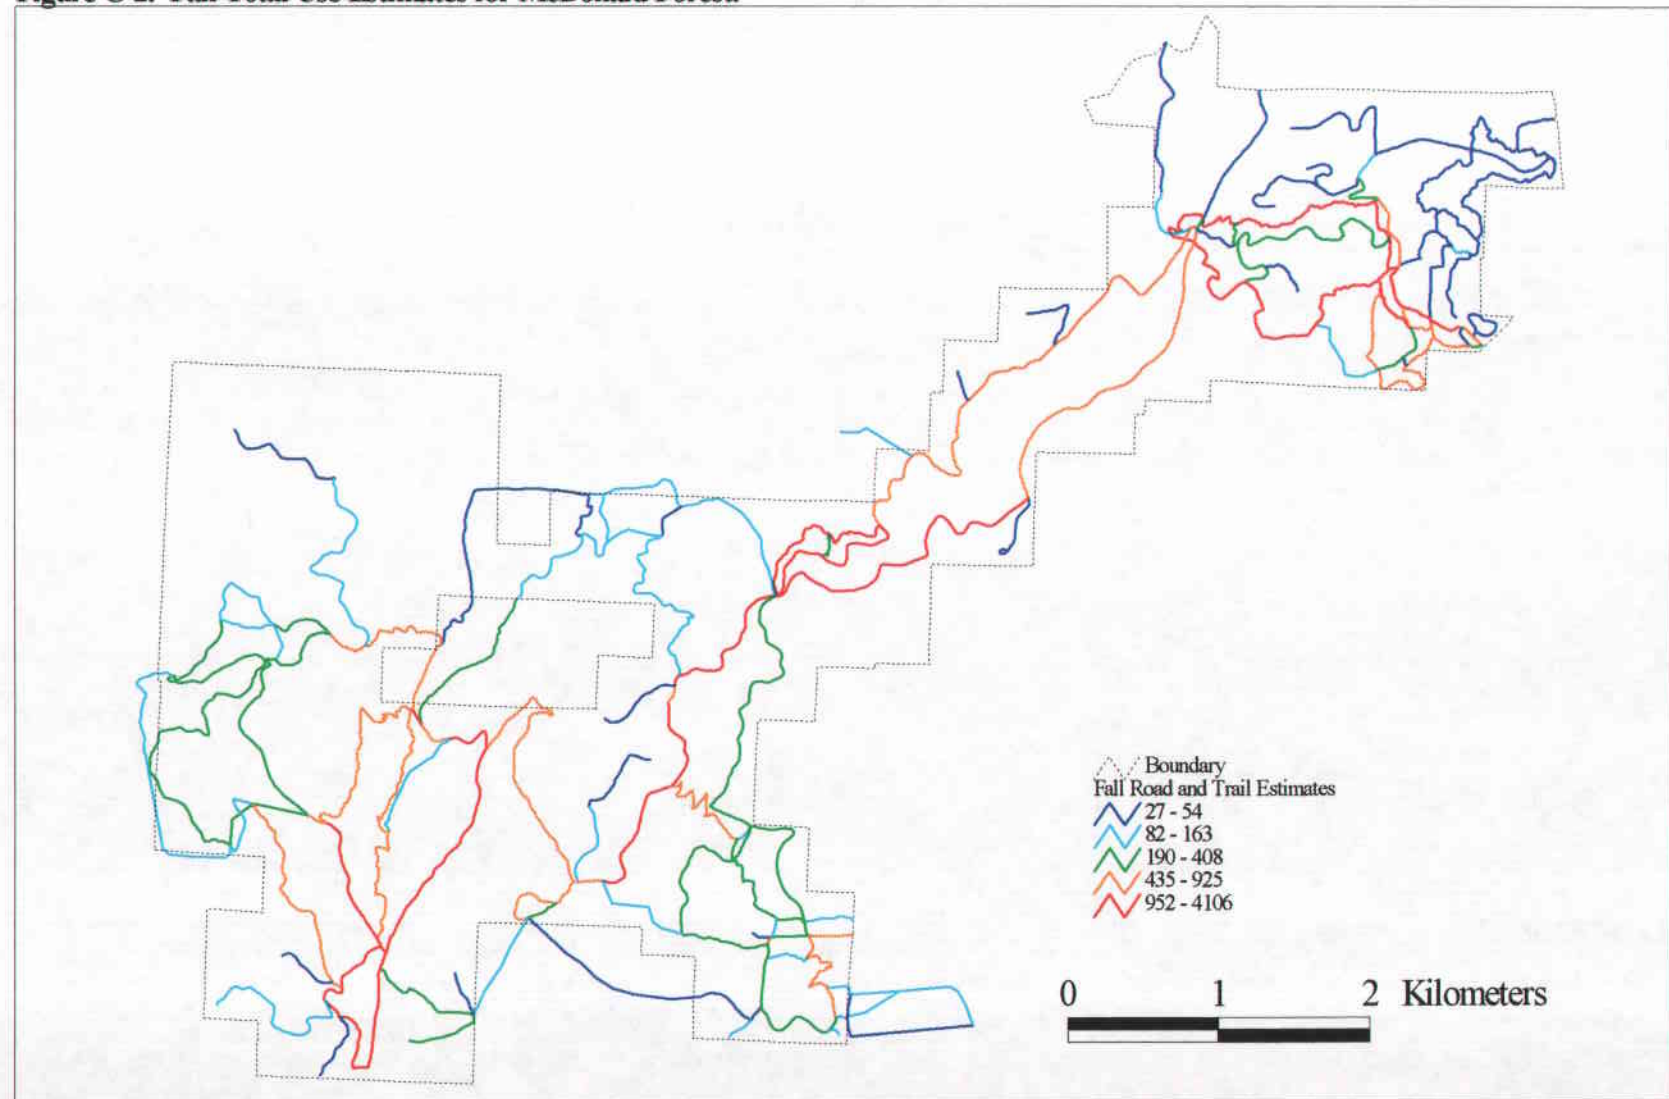 Boundary
Fall Road and Trail Estimates
27 - 54
82 - 163
190 - 408
435 - 925
952 - 4106
0 1 2 Kilometers